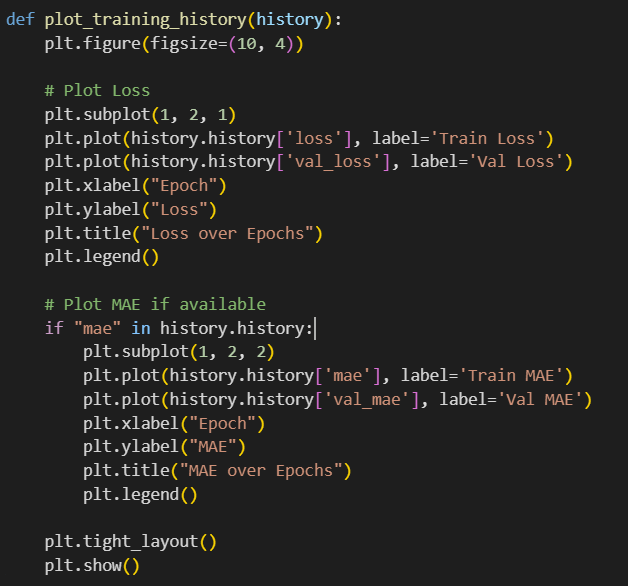 def plot_training_history(history):
    plt.figure(figsize=(10, 4))

    # Plot Loss
    plt.subplot(1, 2, 1)
    plt.plot(history.history['loss'], label='Train Loss')
    plt.plot(history.history['val_loss'], label='Val Loss')
    plt.xlabel("Epoch")
    plt.ylabel("Loss")
    plt.title("Loss over Epochs")
    plt.legend()

    # Plot MAE if available
    if "mae" in history.history:
        plt.subplot(1, 2, 2)
        plt.plot(history.history['mae'], label='Train MAE')
        plt.plot(history.history['val_mae'], label='Val MAE')
        plt.xlabel("Epoch")
        plt.ylabel("MAE")
        plt.title("MAE over Epochs")
        plt.legend()

    plt.tight_layout()
    plt.show()